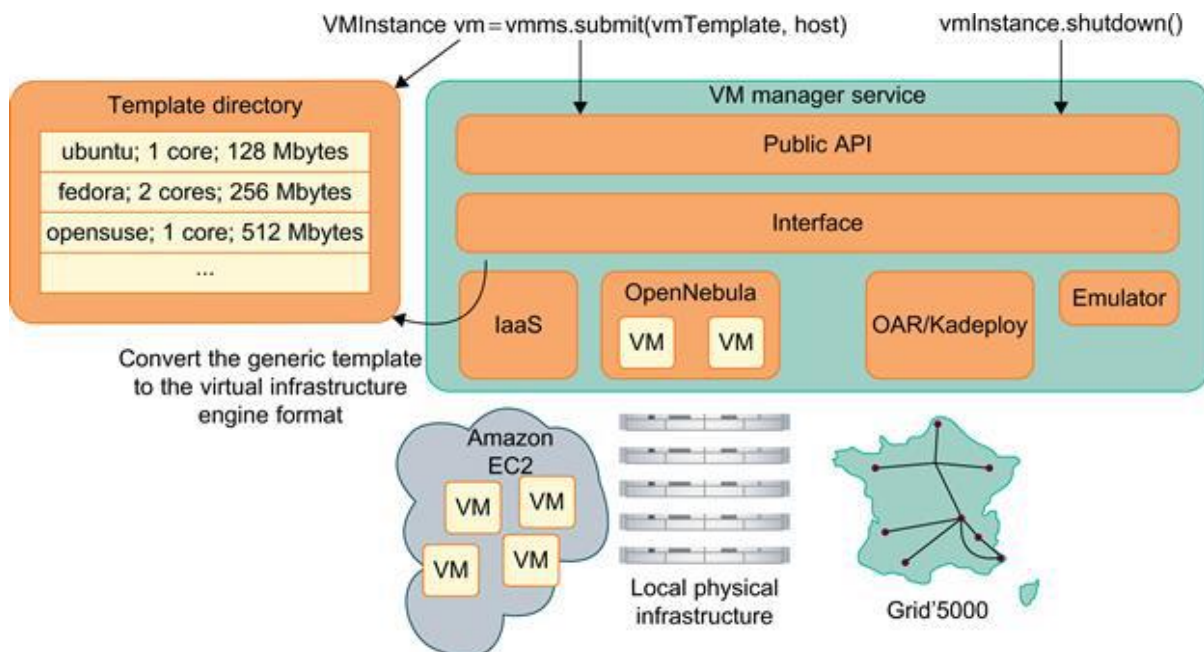 VMInstance vm = vmms.submit(vmTemplate, host)
vmInstance.shutdown()
Template directory
ubuntu; 1 core; 128 Mbytes
fedora; 2 cores; 256 Mbytes
opensuse; 1 core; 512 Mbytes
...
VM manager service
Public API
Interface
IaaS
OpenNebula
VM
VM
OAR/Kadeploy
Emulator
Convert the generic template
to the virtual infrastructure
engine format
Amazon
EC2
VM
VM
VM
VM
Local physical
infrastructure
Grid'5000